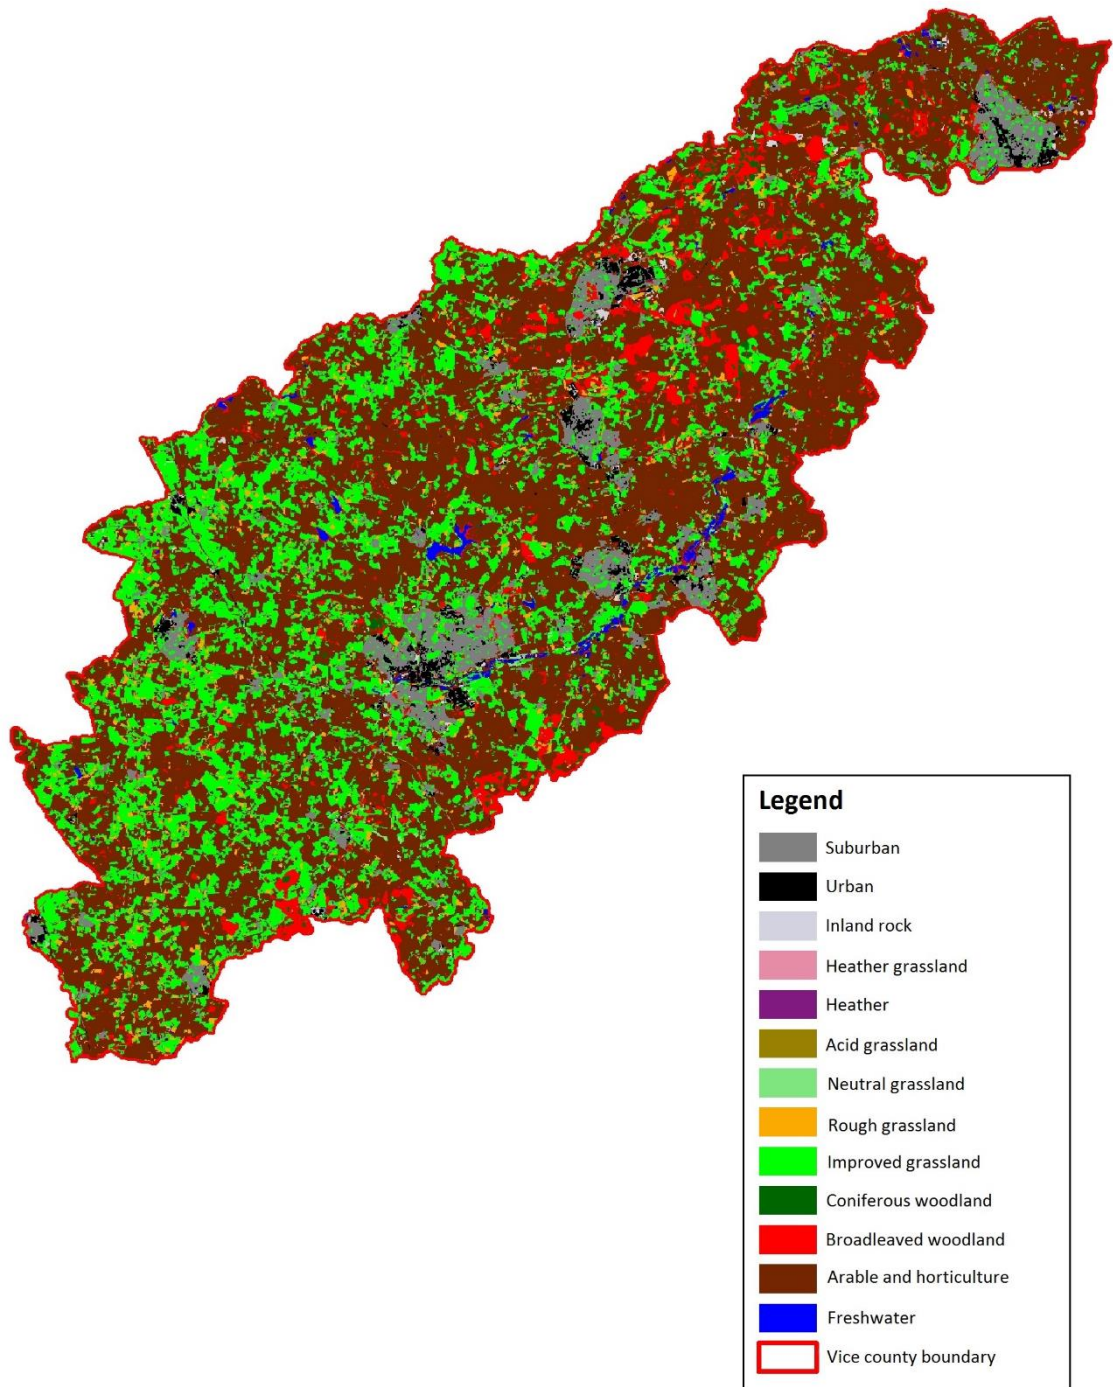 Legend
Suburban
Urban
Inland rock
Heather grassland
Heather
Acid grassland
Neutral grassland
Rough grassland
Improved grassland
Coniferous woodland
Broadleaved woodland
Arable and horticulture
Freshwater
Vice county boundary